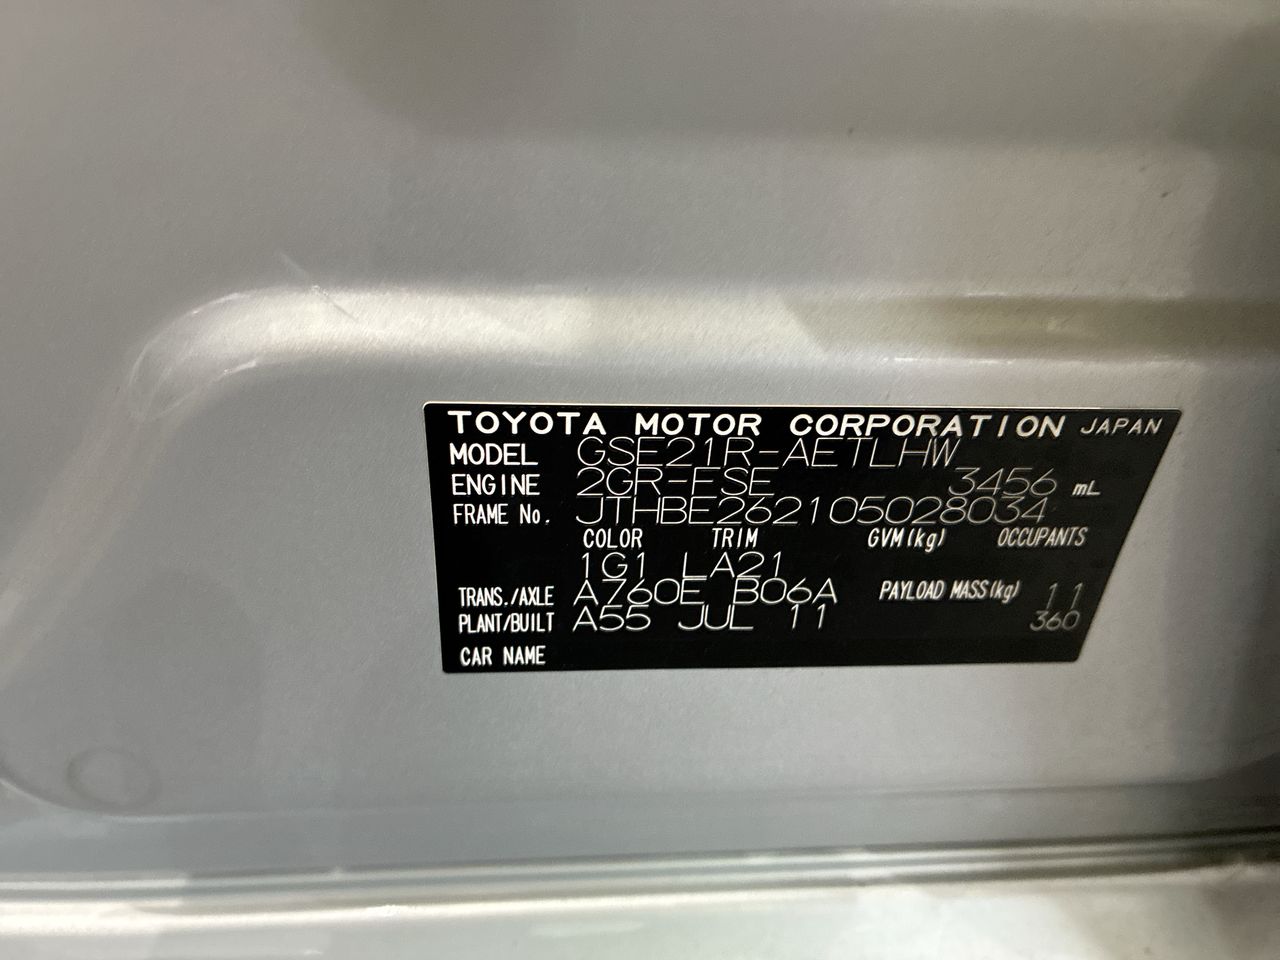 TOYOTA MOTOR CORPORATION JAPAN
MODEL GSE21R-AETLHW
ENGINE 2GR-FSE 3456 mL
FRAME No. JTHBE262105028034
COLOR TRIM GVM(kg) OCCUPANTS
1G1 LA21
TRANS./AXLE A760E B06A PAYLOAD MASS(kg) 11
PLANT/BUILT A55 JUL 11 360
CAR NAME